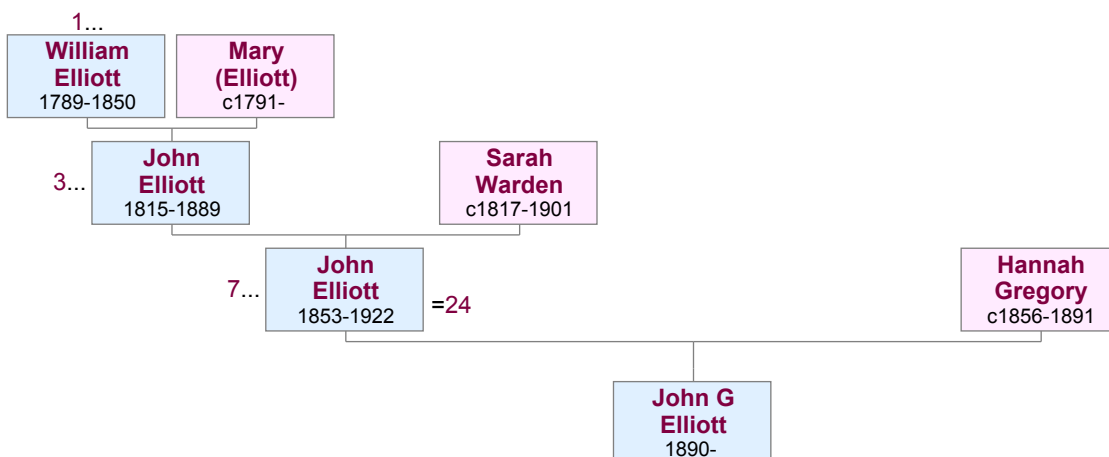 1...
William
Elliott
1789-1850
Mary
(Elliott)
c1791-
3...
John
Elliott
1815-1889
Sarah
Warden
c1817-1901
7...
John
Elliott
1853-1922
=24
Hannah
Gregory
c1856-1891
John G
Elliott
1890-